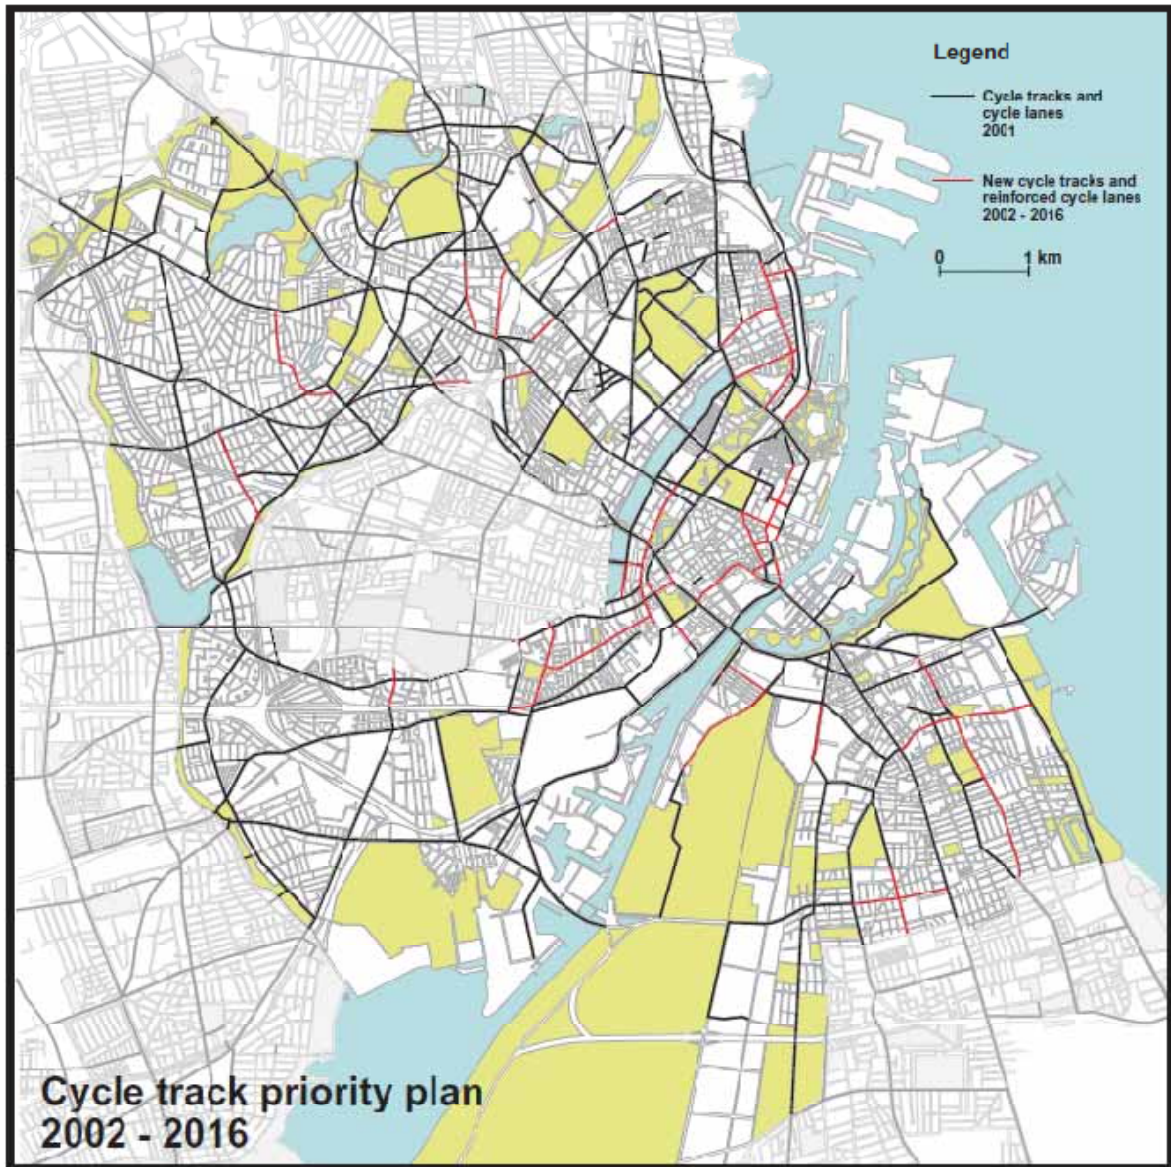 Legend
Cycle tracks and
cycle lanes
2001
New cycle tracks and
reinforced cycle lanes
2002 - 2016
0 1 km
Cycle track priority plan
2002 - 2016